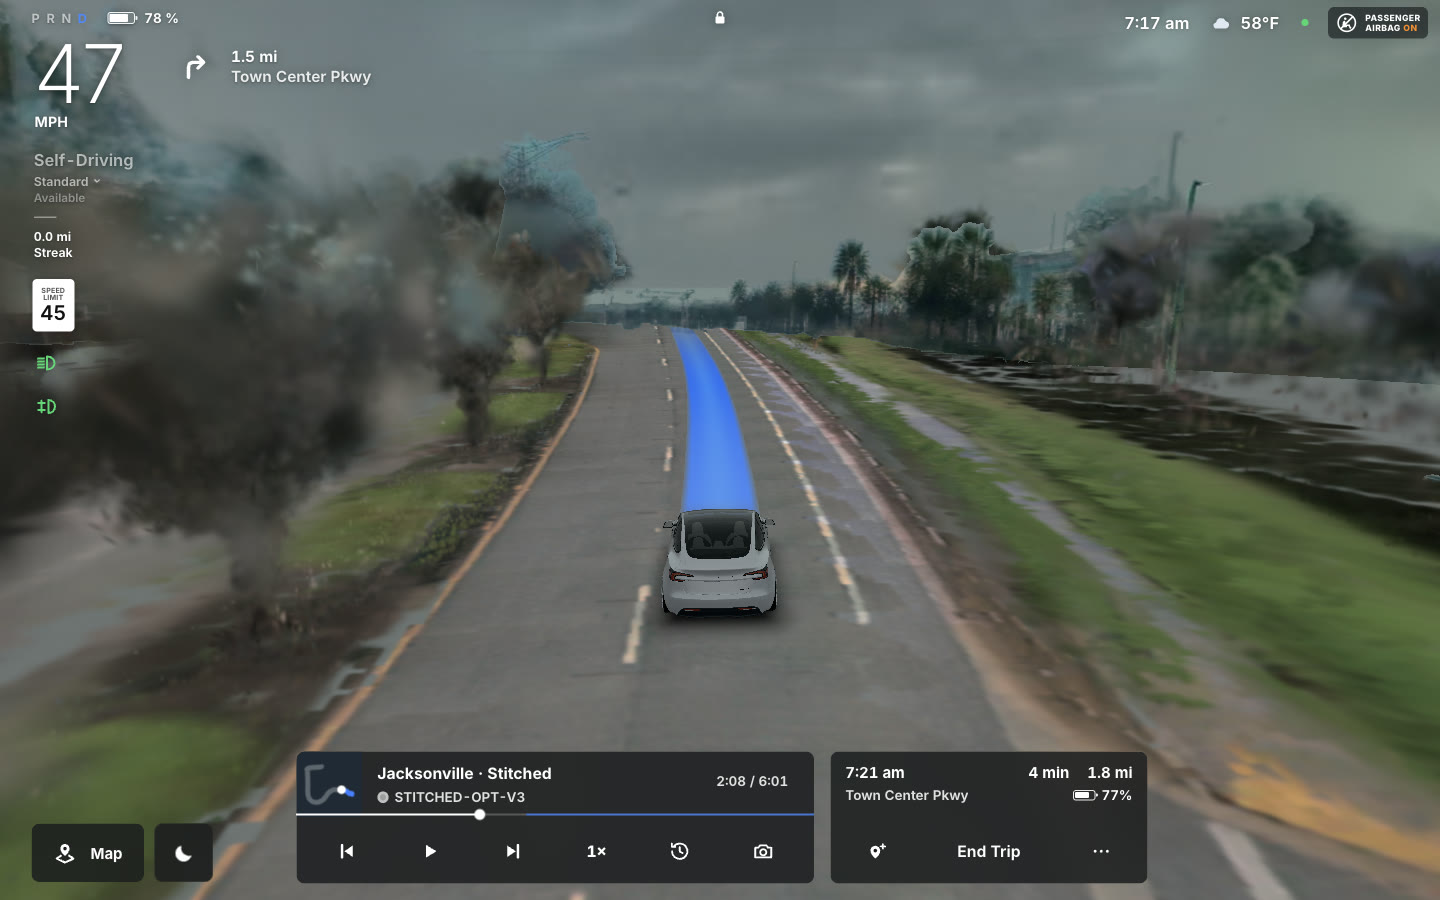 P R N D
78 %
7:17 am
58°F
PASSENGER
AIRBAG ON
47
MPH
1.5 mi
Town Center Pkwy
Self-Driving
Standard
Available
0.0 mi
Streak
SPEED
LIMIT
45
Jacksonville · Stitched
STITCHED-OPT-V3
2:08 / 6:01
1×
7:21 am
4 min
1.8 mi
Town Center Pkwy
77%
End Trip
Map